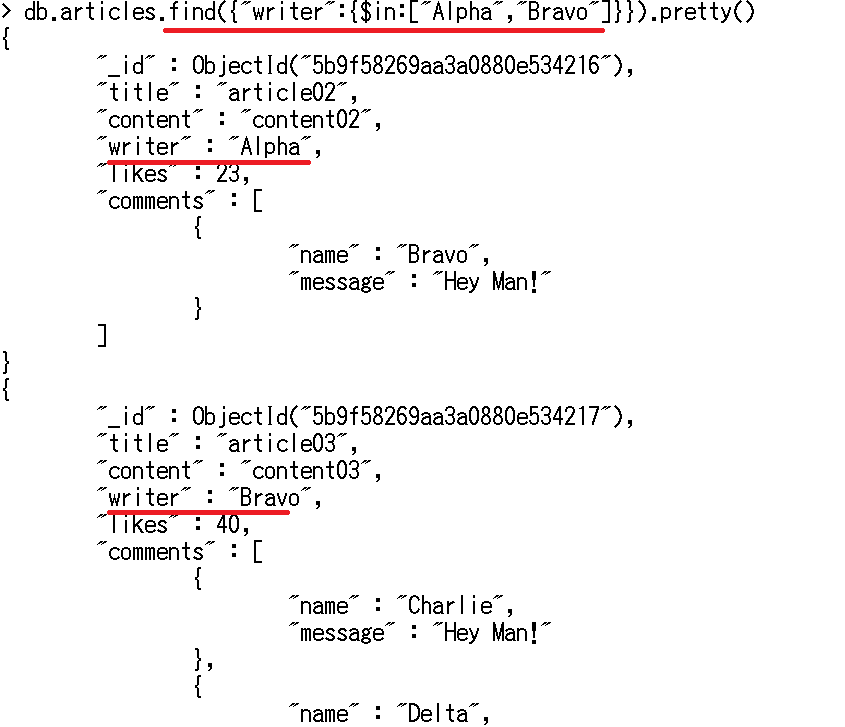 > db.articles.find({"writer":{$in:["Alpha","Bravo"]}}).pretty()
{
"_id" : ObjectId("5b9f58269aa3a0880e534216"),
"title" : "article02",
"content" : "content02",
"writer" : "Alpha",
"likes" : 23,
"comments" : [
{
"name" : "Bravo",
"message" : "Hey Man!"
}
]
}
{
"_id" : ObjectId("5b9f58269aa3a0880e534217"),
"title" : "article03",
"content" : "content03",
"writer" : "Bravo",
"likes" : 40,
"comments" : [
{
"name" : "Charlie",
"message" : "Hey Man!"
},
{
"name" : "Delta",